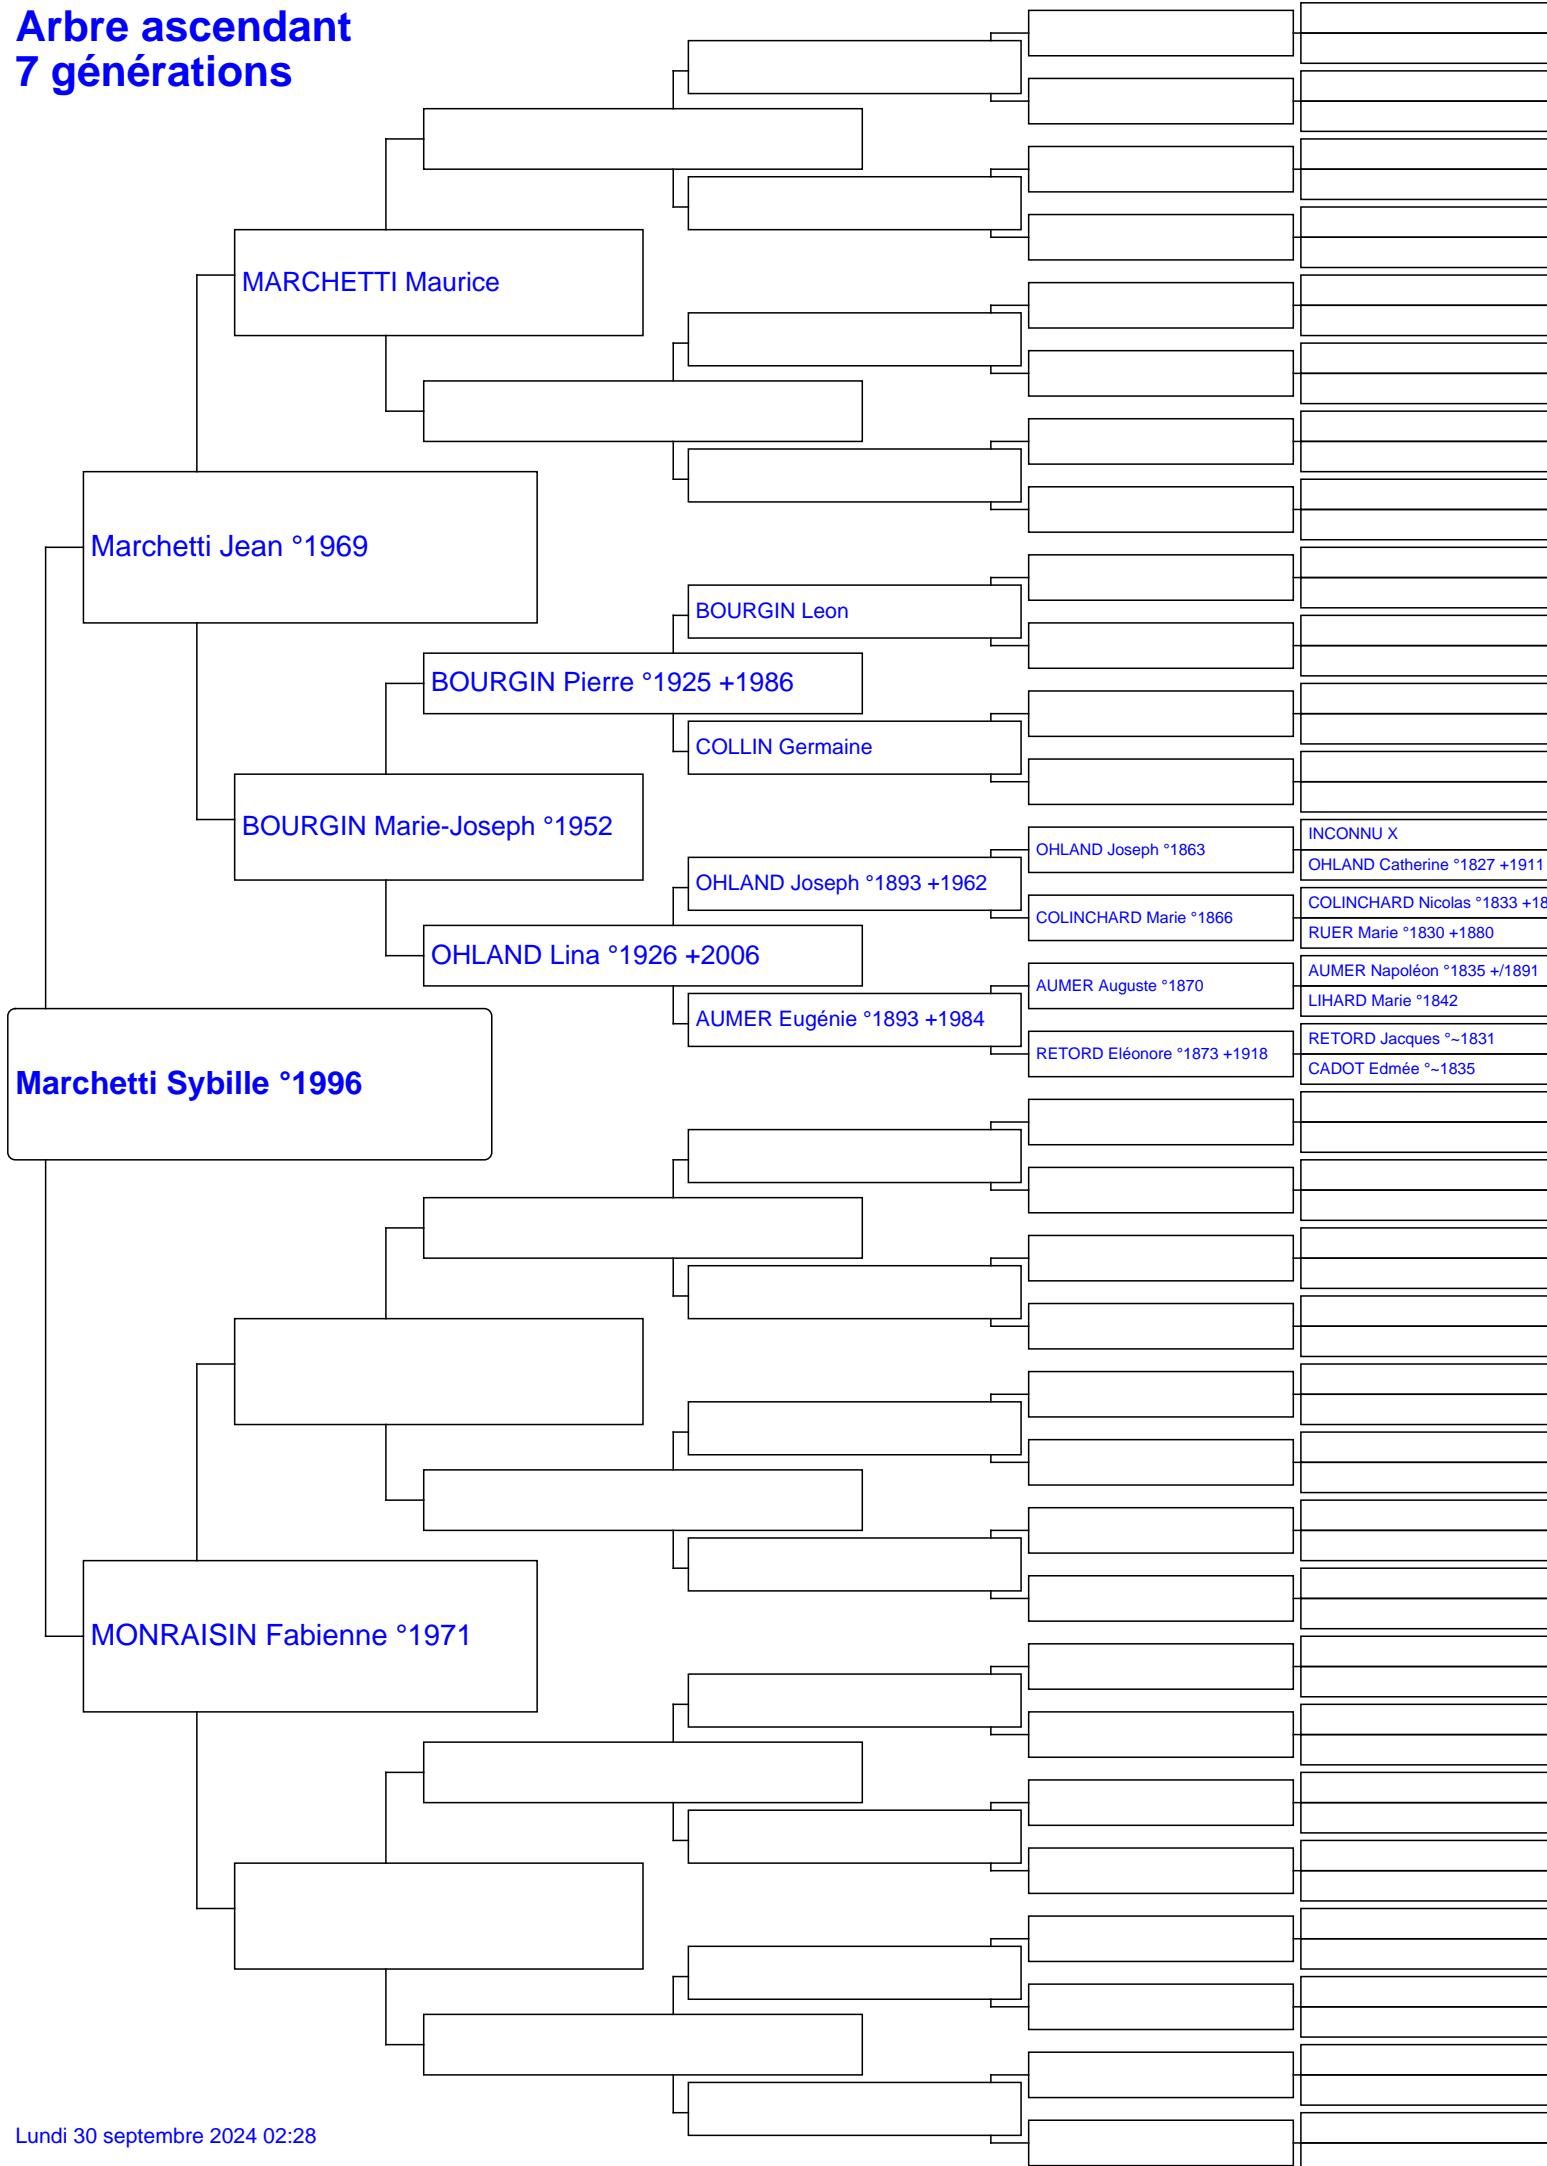 Arbre ascendant
7 générations
MARCHETTI Maurice
Marchetti Jean °1969
BOURGIN Leon
BOURGIN Pierre °1925 +1986
COLLIN Germaine
BOURGIN Marie-Joseph °1952
INCONNU X
OHLAND Joseph °1863
OHLAND Catherine °1827 +1911
OHLAND Joseph °1893 +1962
COLINCHARD Nicolas °1833 +18
COLINCHARD Marie °1866
RUER Marie °1830 +1880
OHLAND Lina °1926 +2006
AUMER Napoléon °1835 +/1891
AUMER Auguste °1870
LIHARD Marie °1842
AUMER Eugénie °1893 +1984
RETORD Jacques °~1831
RETORD Eléonore °1873 +1918
CADOT Edmée °~1835
Marchetti Sybille °1996
MONRAISIN Fabienne °1971
Lundi 30 septembre 2024 02:28